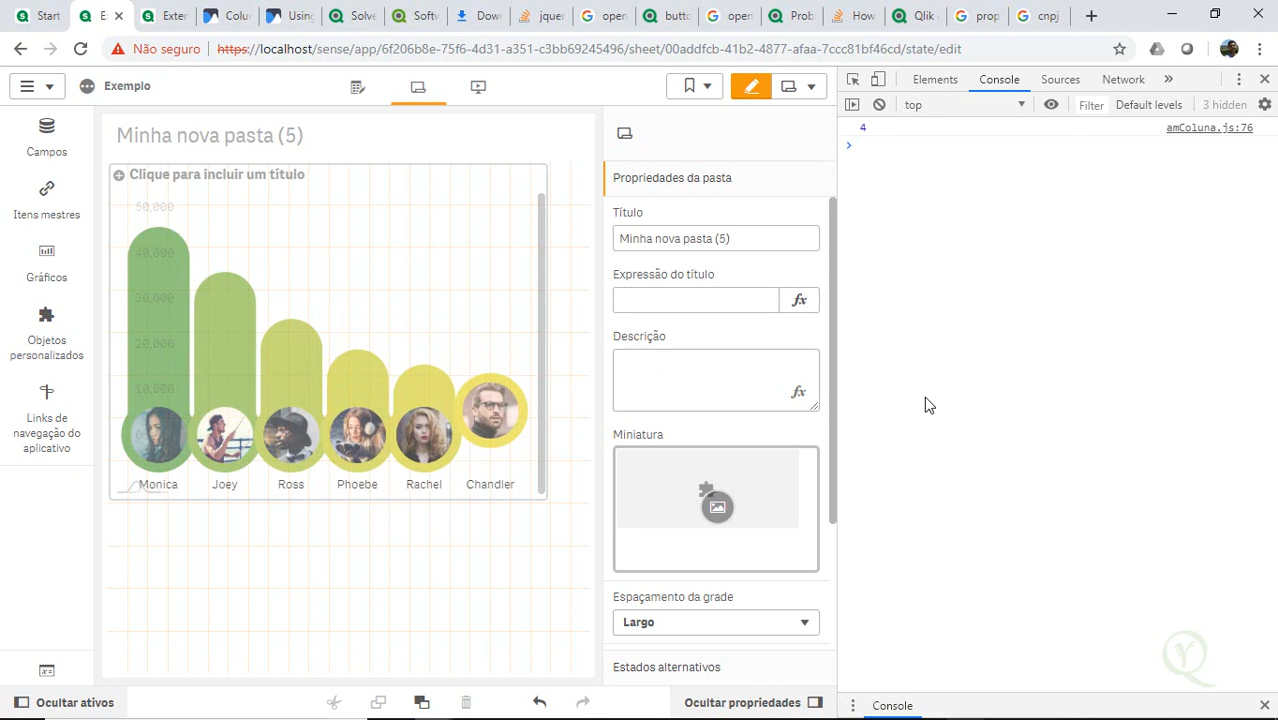 Start
E
Exter
Colu
Using
Solve
Softv
Dow
jquer
open
butto
open
Prob
How
Qlik
prop
cnpj
Não seguro
https://localhost/sense/app/6f206b8e-75f6-4d31-a351-c3bb69245496/sheet/00addfcb-41b2-4877-afaa-7ccc81bf46cd/state/edit
Exemplo
Elements
Console
Sources
Network
top
Filter
Default levels
3 hidden
4
amColuna.js:76
Campos
Itens mestres
Gráficos
Objetos
personalizados
Links de
navegação do
aplicativo
Minha nova pasta (5)
Clique para incluir um título
50,000
40,000
30,000
20,000
10,000
Monica
Joey
Ross
Phoebe
Rachel
Chandler
Propriedades da pasta
Título
Minha nova pasta (5)
Expressão do título
fx
Descrição
fx
Miniatura
Espaçamento da grade
Largo
Estados alternativos
Ocultar ativos
Ocultar propriedades
Console